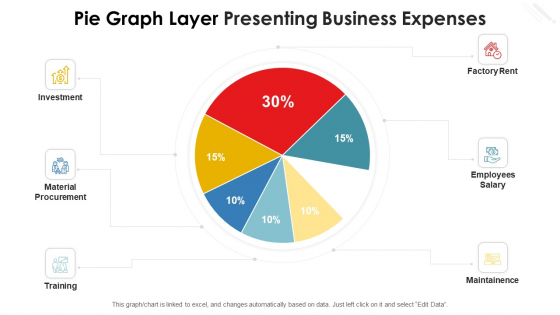 Pie Graph Layer Presenting Business Expenses
Investment
Material
Procurement
Training
30%
15%
15%
10%
10%
10%
FactoryRent
Employees
Salary
Maintainence
This graph/chart is linked to excel, and changes automatically based on data. Just left click on it and select "Edit Data".